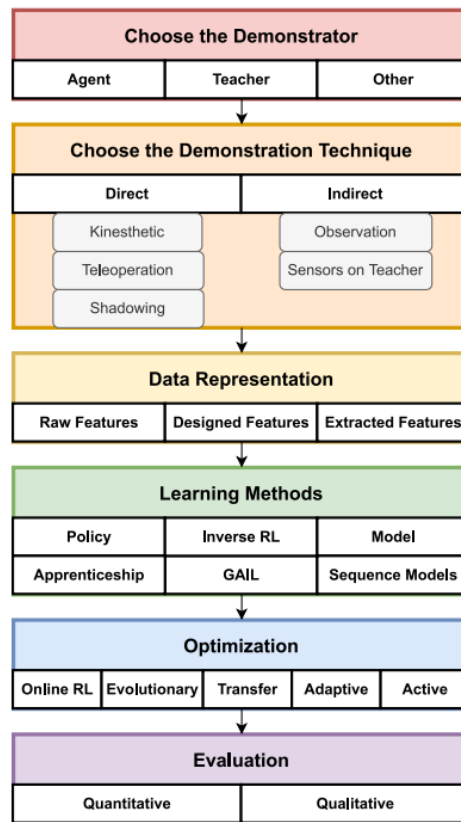 Choose the Demonstrator
Agent Teacher Other
Choose the Demonstration Technique
Direct Indirect
Kinesthetic Observation
Teleoperation Sensors on Teacher
Shadowing
Data Representation
Raw Features Designed Features Extracted Features
Learning Methods
Policy Inverse RL Model
Apprenticeship GAIL Sequence Models
Optimization
Online RL Evolutionary Transfer Adaptive Active
Evaluation
Quantitative Qualitative